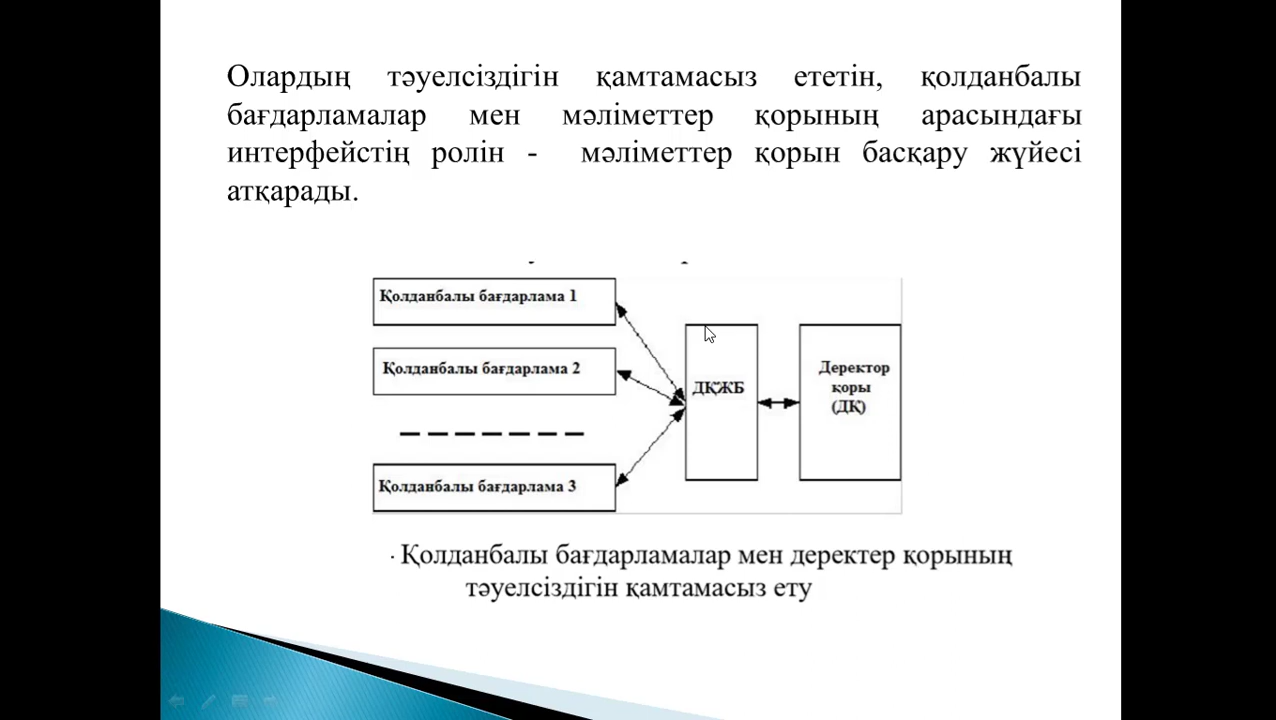 Олардың тәуелсіздігін қамтамасыз ететін, қолданбалы
бағдарламалар мен мәліметтер қорының арасындағы
интерфейстің ролін - мәліметтер қорын басқару жүйесі
атқарады.
Қолданбалы бағдарлама 1
Қолданбалы бағдарлама 2
Қолданбалы бағдарлама 3
ДҚЖБ
Деректор
қоры
(ДҚ)
· Қолданбалы бағдарламалар мен деректер қорының
тәуелсіздігін қамтамасыз ету